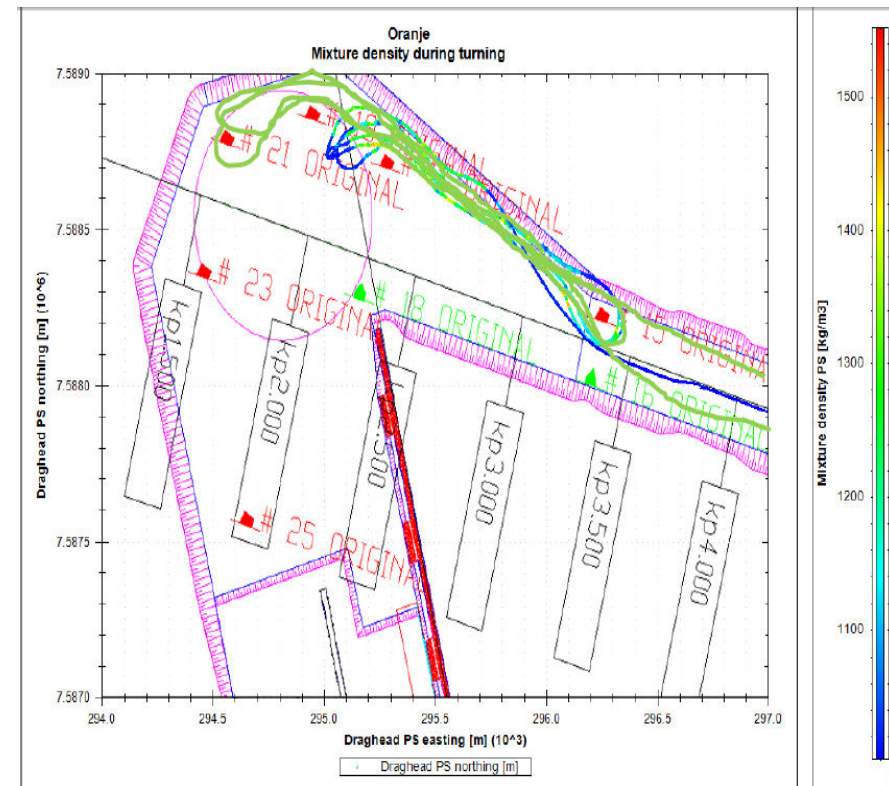 Oranje
Mixture density during turning
7.5890
7.5885
7.5880
7.5875
7.5870
Draghead PS northing [m] (10^6)
# 21 ORIGINAL
# 23 ORIGINAL
# 18 ORIGINAL
# 15 ORIGINAL
# 16 ORIGINAL
# 25 ORIGINAL
kp1.500
kp2.000
kp3.000
kp3.500
kp4.000
294.0 294.5 295.0 295.5 296.0 296.5 297.0
Draghead PS easting [m] (10^3)
Draghead PS northing [m]
Mixture density PS [kg/m3]
1500
1400
1300
1200
1100